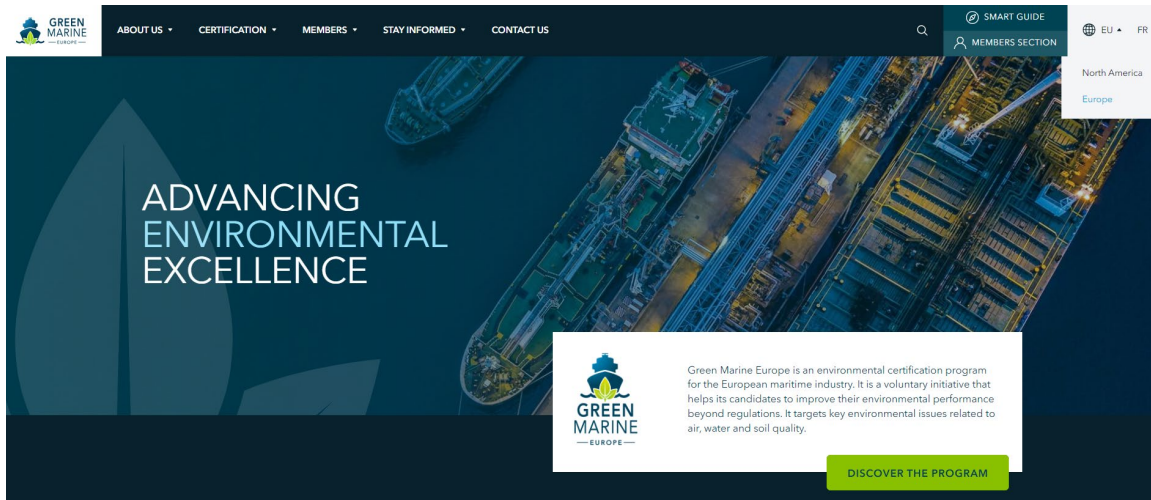 GREEN
MARINE
— EUROPE —
ABOUT US
CERTIFICATION
MEMBERS
STAY INFORMED
CONTACT US
SMART GUIDE
MEMBERS SECTION
EU
FR
North America
Europe
ADVANCING
ENVIRONMENTAL
EXCELLENCE
GREEN
MARINE
— EUROPE —
Green Marine Europe is an environmental certification program
for the European maritime industry. It is a voluntary initiative that
helps its candidates to improve their environmental performance
beyond regulations. It targets key environmental issues related to
air, water and soil quality.
DISCOVER THE PROGRAM